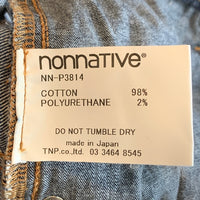 nonnative®
NN-P3814
COTTON 98%
POLYURETHANE 2%
DO NOT TUMBLE DRY
made in Japan
TNP.co.,ltd. 03 3464 8545